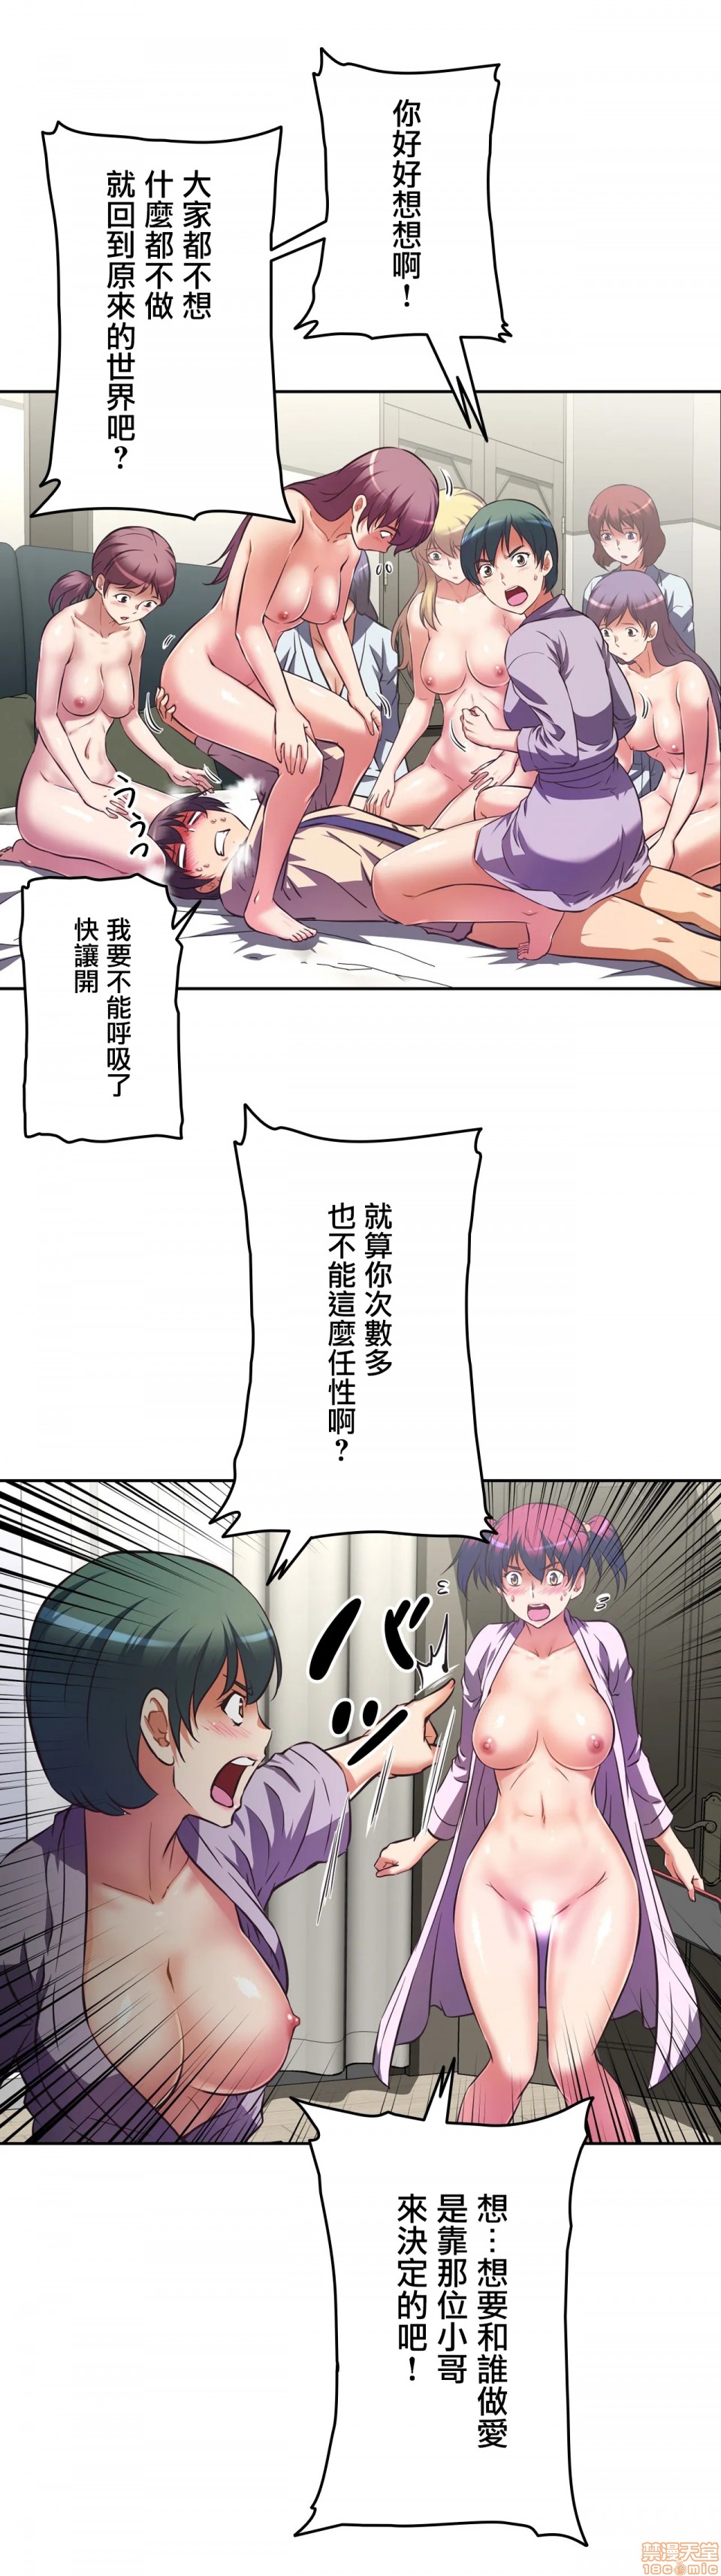 你好好想想啊！
大家都不想
什麼都不做
就回到原來的世界吧？
うぅぅ
我要不能呼吸了
快讓開
就算你次數多
也不能這麼任性啊？
バッ
想…想要和誰做愛
是靠那位小哥
來決定的吧！
禁漫天堂
18comic